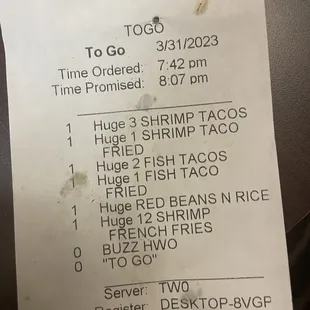 TOGO
To Go 3/31/2023
Time Ordered: 7:42 pm
Time Promised: 8:07 pm
1 Huge 3 SHRIMP TACOS
1 Huge 1 SHRIMP TACO
FRIED
1 Huge 2 FISH TACOS
1 Huge 1 FISH TACO
FRIED
1 Huge RED BEANS N RICE
1 Huge 12 SHRIMP
FRENCH FRIES
0 BUZZ HWO
0 "TO GO"
Server: TW0
Register: DESKTOP-8VGP